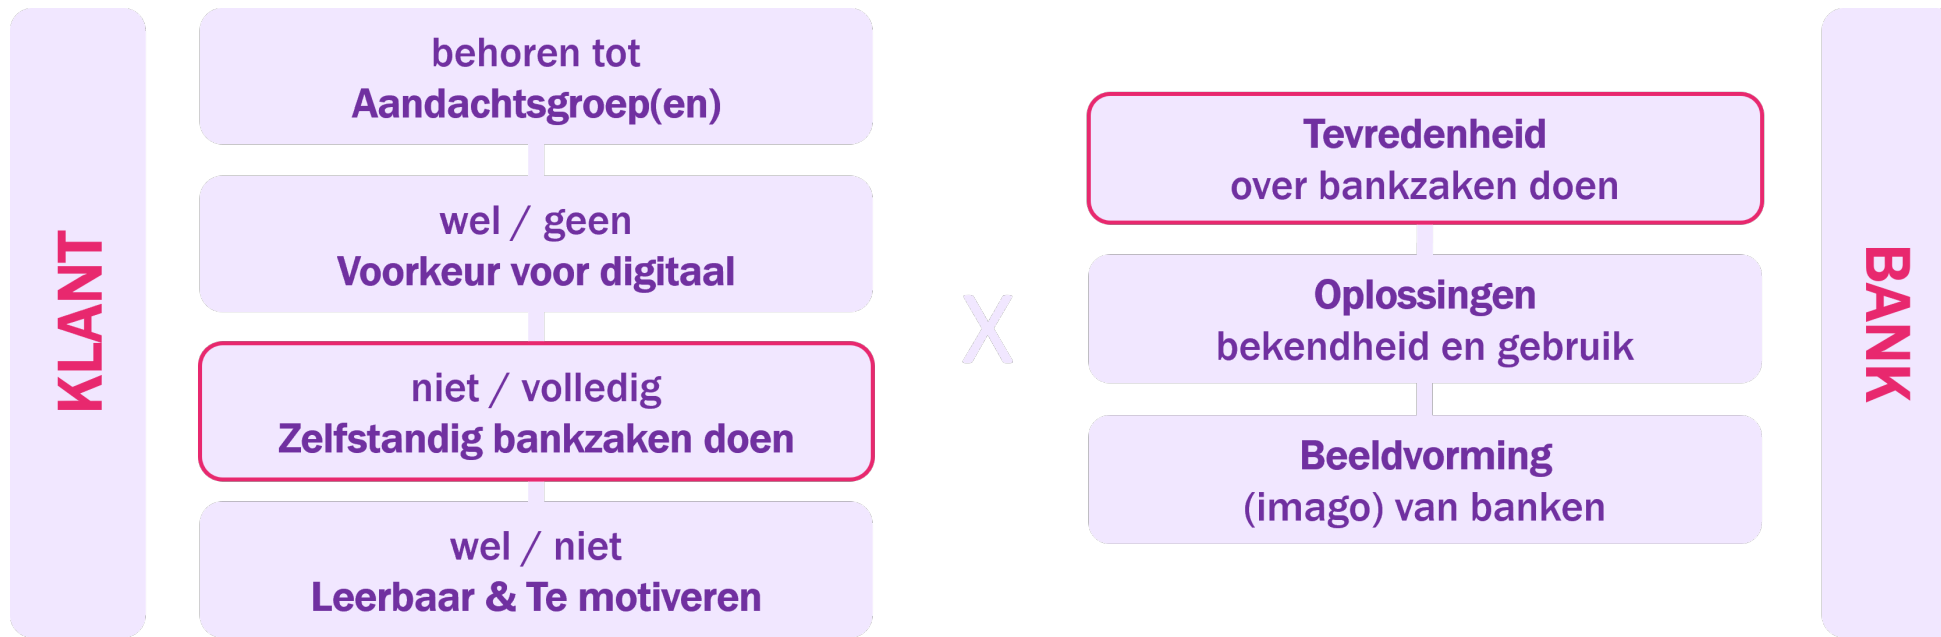 KLANT
behoren tot
Aandachtsgroep(en)
wel / geen
Voorkeur voor digitaal
niet / volledig
Zelfstandig bankzaken doen
wel / niet
Leerbaar & Te motiveren
X
Tevredenheid
over bankzaken doen
Oplossingen
bekendheid en gebruik
Beeldvorming
(imago) van banken
BANK